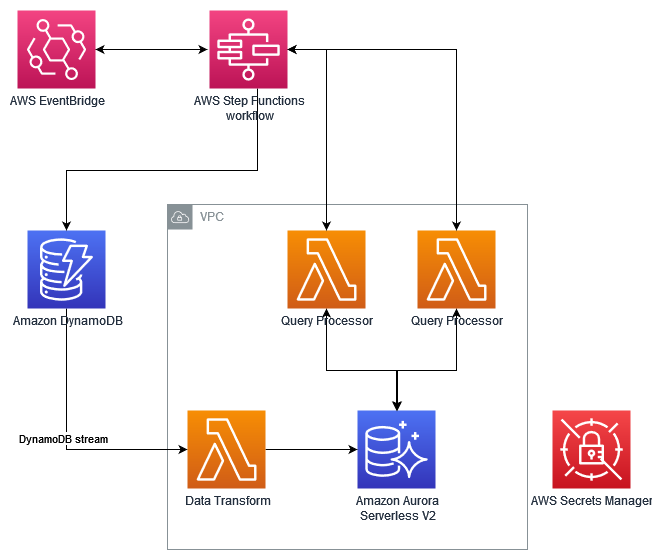 AWS EventBridge
AWS Step Functions
workflow
VPC
Amazon DynamoDB
Query Processor
Query Processor
DynamoDB stream
Data Transform
Amazon Aurora
Serverless V2
AWS Secrets Manager